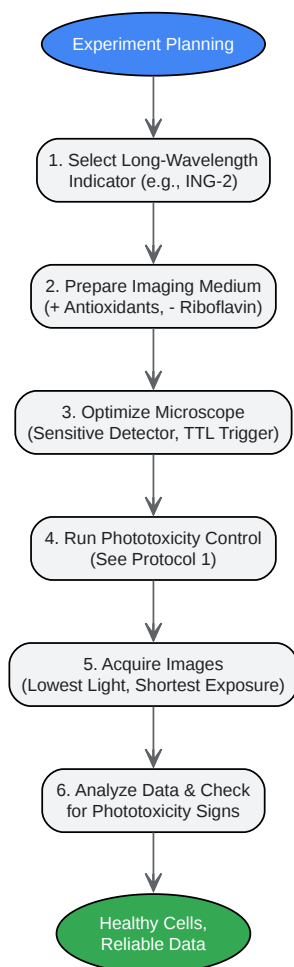 Experiment Planning
1. Select Long-Wavelength
Indicator (e.g., ING-2)
2. Prepare Imaging Medium
(+ Antioxidants, - Riboflavin)
3. Optimize Microscope
(Sensitive Detector, TTL Trigger)
4. Run Phototoxicity Control
(See Protocol 1)
5. Acquire Images
(Lowest Light, Shortest Exposure)
6. Analyze Data & Check
for Phototoxicity Signs
Healthy Cells,
Reliable Data